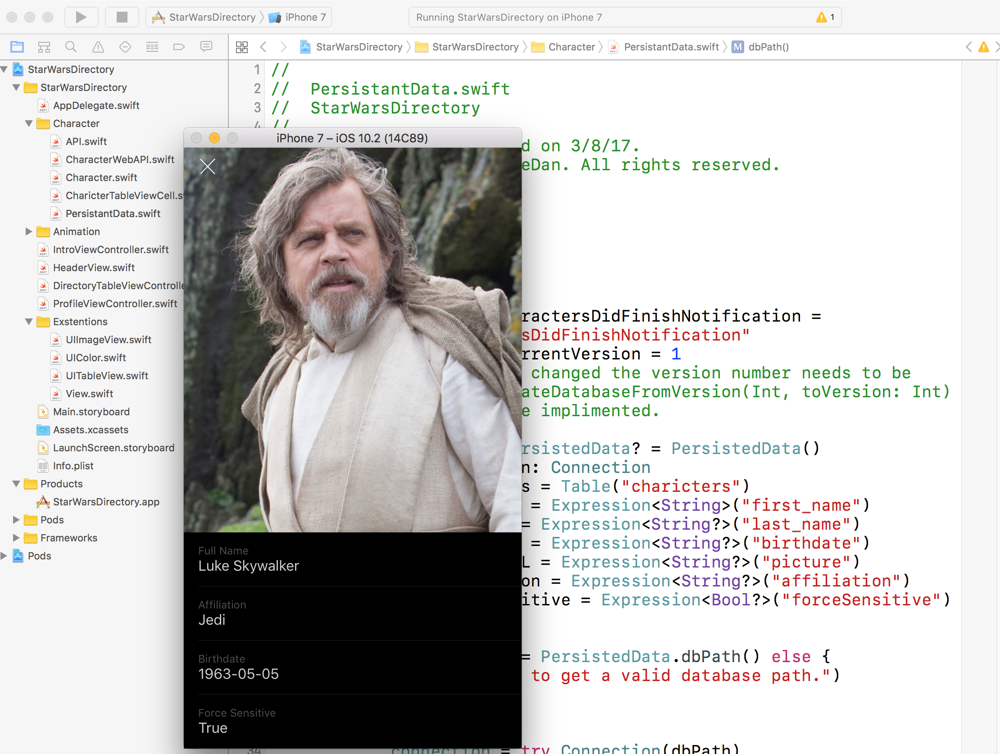 StarWarsDirectory iPhone 7
Running StarWarsDirectory on iPhone 7 1
StarWarsDirectory StarWarsDirectory Character PersistantData.swift M dbPath()
StarWarsDirectory
StarWarsDirectory
AppDelegate.swift
Character
API.swift
CharacterWebAPI.swift
Character.swift
CharicterTableViewCell.s
PersistantData.swift
Animation
IntroViewController.swift
HeaderView.swift
DirectoryTableViewControlle
ProfileViewController.swift
Exstentions
UIImageView.swift
UIColor.swift
UITableView.swift
View.swift
Main.storyboard
Assets.xcassets
LaunchScreen.storyboard
Info.plist
Products
StarWarsDirectory.app
Pods
Frameworks
Pods
1 //
2 // PersistantData.swift
3 // StarWarsDirectory
4 //
d on 3/8/17.
eDan. All rights reserved.
ractersDidFinishNotification =
sDidFinishNotification"
rrentVersion = 1
changed the version number needs to be
ateDatabaseFromVersion(Int, toVersion: Int)
e implimented.
rsistedData? = PersistedData()
n: Connection
s = Table("charicters")
= Expression<String>("first_name")
= Expression<String?>("last_name")
= Expression<String?>("birthdate")
L = Expression<String?>("picture")
on = Expression<String?>("affiliation")
itive = Expression<Bool?>("forceSensitive")
= PersistedData.dbPath() else {
to get a valid database path.")
34 connection = try Connection(dbPath)
iPhone 7 – iOS 10.2 (14C89)
Full Name
Luke Skywalker
Affiliation
Jedi
Birthdate
1963-05-05
Force Sensitive
True